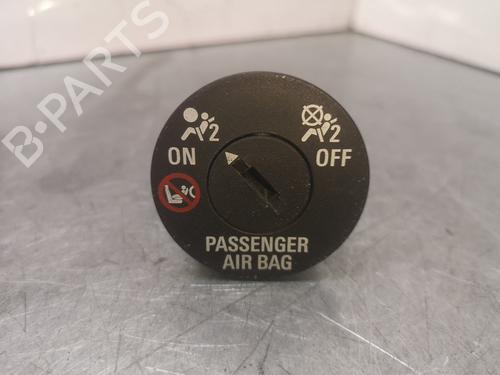 B-PARTS
2
2
ON
OFF
PASSENGER
AIR BAG